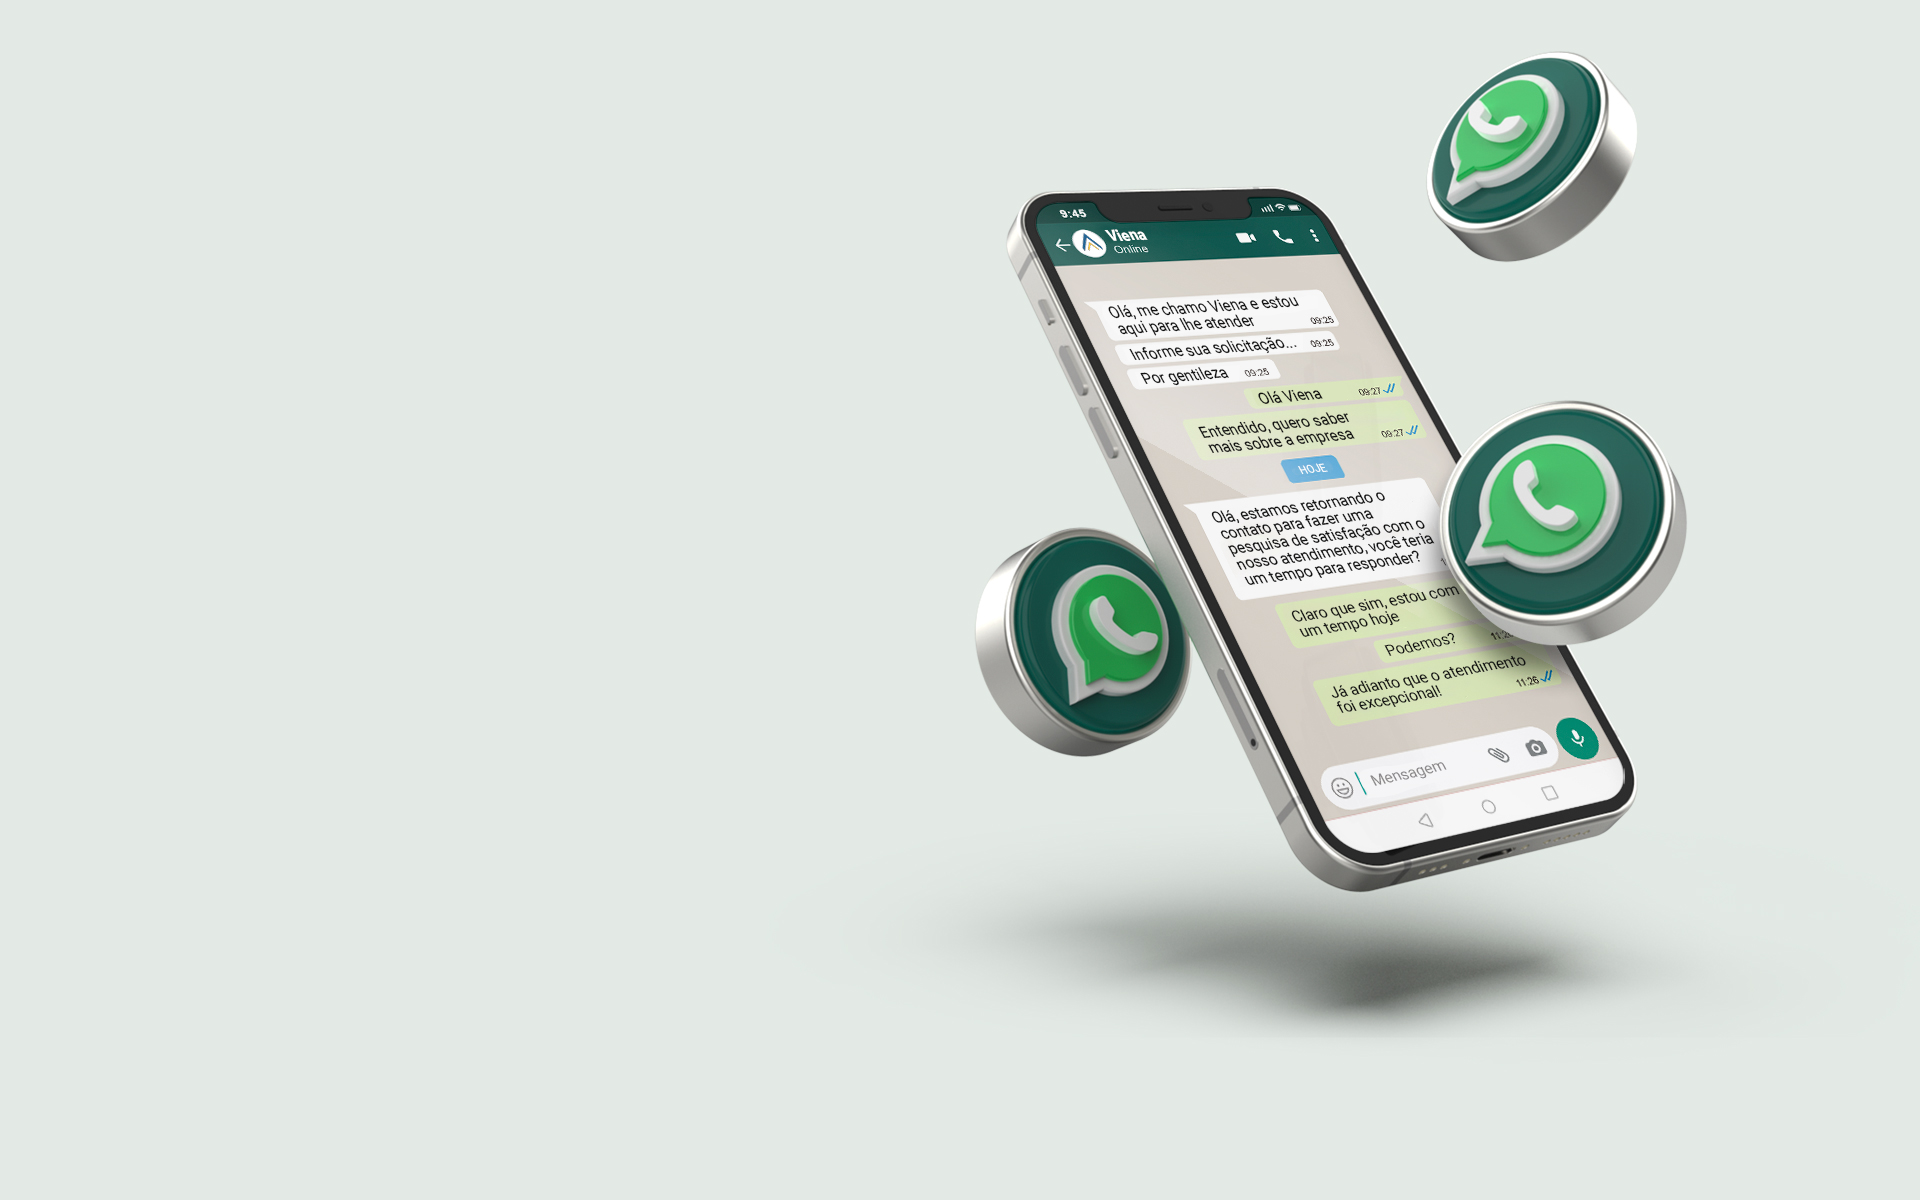 9:45
Viena
Online
Olá, me chamo Viena e estou
aqui para lhe atender 09:25
Informe sua solicitação... 09:25
Por gentileza 09:25
Olá Viena 09:27
Entendido, quero saber
mais sobre a empresa 09:27
HOJE
Olá, estamos retornando o
contato para fazer uma
pesquisa de satisfação com o
nosso atendimento, você teria
um tempo para responder?
Claro que sim, estou com
um tempo hoje
Podemos?
Já adianto que o atendimento
foi excepcional! 11:26
Mensagem